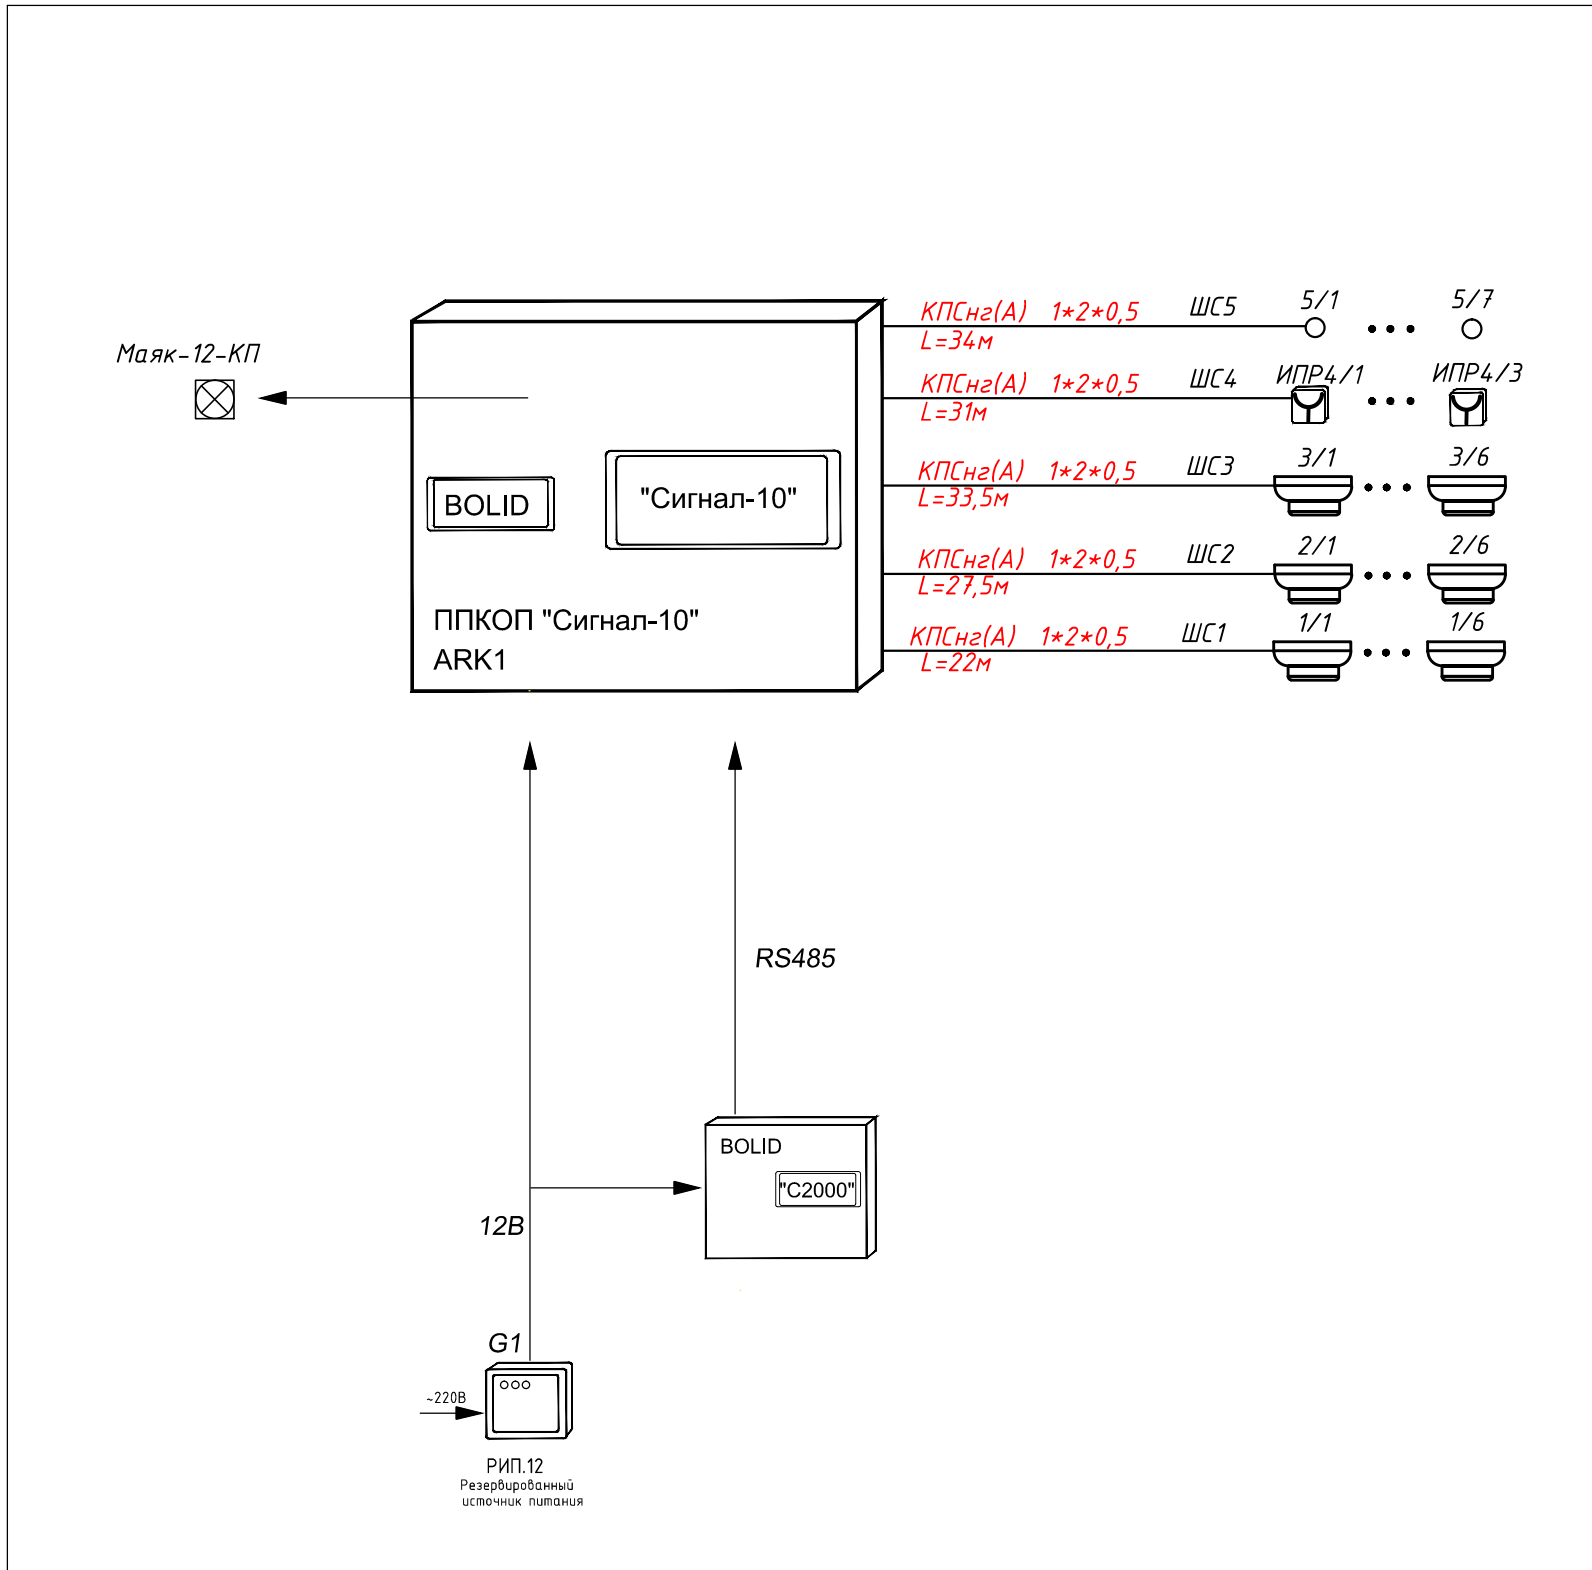 КПСнг(А) 1*2*0,5 ШС5 5/1 5/7
L=34м
Маяк-12-КП
КПСнг(А) 1*2*0,5 ШС4 ИПР4/1 ИПР4/3
L=31м
КПСнг(А) 1*2*0,5 ШС3 3/1 3/6
L=33,5м
BOLID
"Сигнал-10"
КПСнг(А) 1*2*0,5 ШС2 2/1 2/6
L=27,5м
ППКОП "Сигнал-10"
ARK1
КПСнг(А) 1*2*0,5 ШС1 1/1 1/6
L=22м
RS485
BOLID
"С2000"
12В
G1
~220В
РИП.12
Резервированный
источник питания